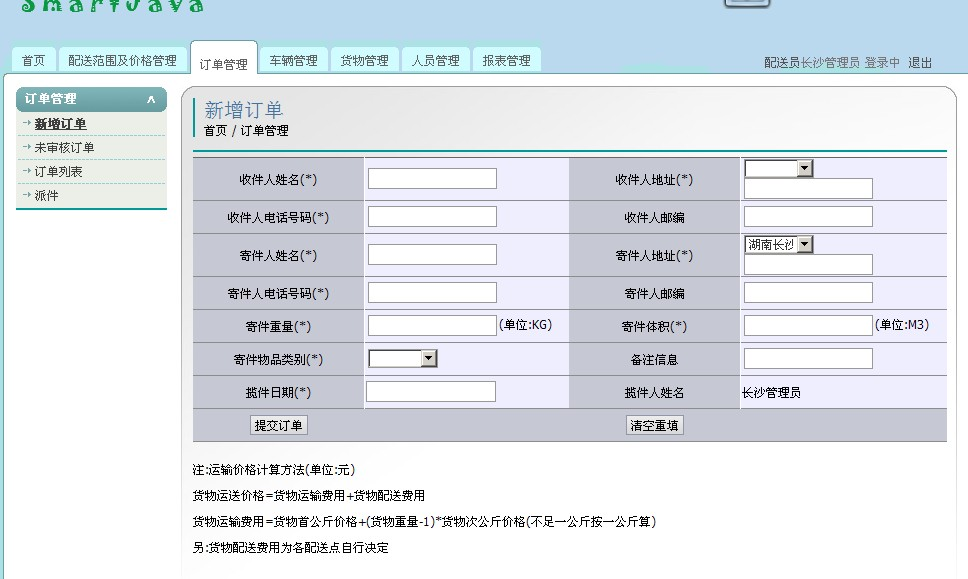 SmartJava
首页 配送范围及价格管理 订单管理 车辆管理 货物管理 人员管理 报表管理
配送员长沙管理员 登录中 退出
订单管理
新增订单
未审核订单
订单列表
派件
新增订单
首页 / 订单管理
收件人姓名(*) 收件人地址(*)
收件人电话号码(*) 收件人邮编
寄件人姓名(*) 寄件人地址(*) 湖南长沙
寄件人电话号码(*) 寄件人邮编
寄件重量(*) (单位:KG) 寄件体积(*) (单位:M3)
寄件物品类别(*) 备注信息
揽件日期(*) 揽件人姓名 长沙管理员
提交订单 清空重填
注:运输价格计算方法(单位:元)
货物运送价格=货物运输费用+货物配送费用
货物运输费用=货物首公斤价格+(货物重量-1)*货物次公斤价格(不足一公斤按一公斤算)
另:货物配送费用为各配送点自行决定